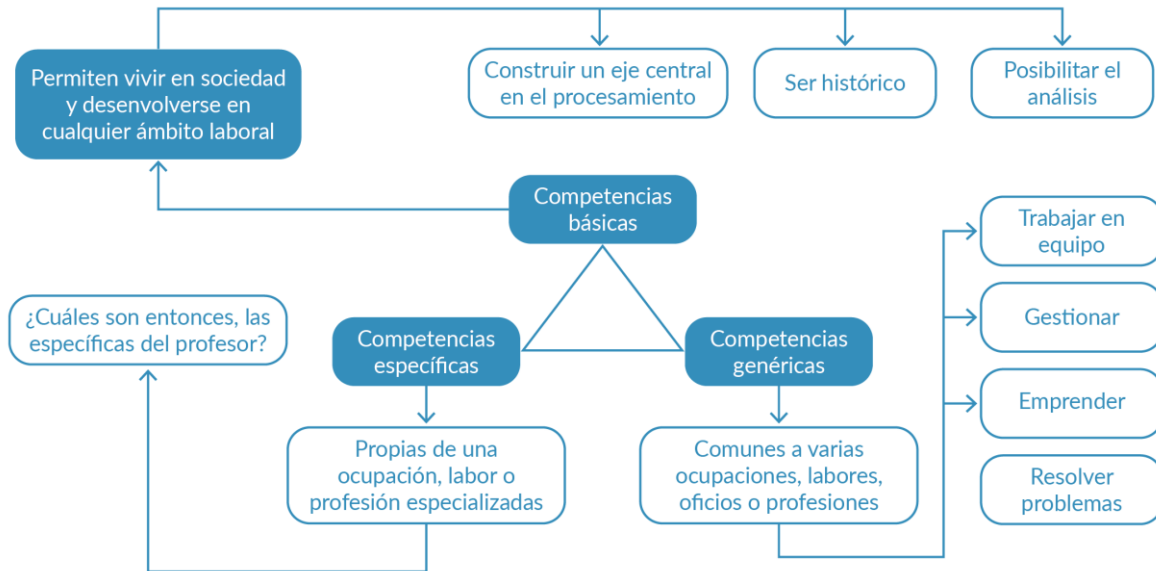 Permiten vivir en sociedad
y desenvolverse en
cualquier ámbito laboral
Construir un eje central
en el procesamiento
Ser histórico
Posibilitar el
análisis
Competencias
básicas
Trabajar en
equipo
¿Cuáles son entonces, las
específicas del profesor?
Competencias
específicas
Competencias
genéricas
Gestionar
Emprender
Propias de una
ocupación, labor o
profesión especializadas
Comunes a varias
ocupaciones, labores,
oficios o profesiones
Resolver
problemas